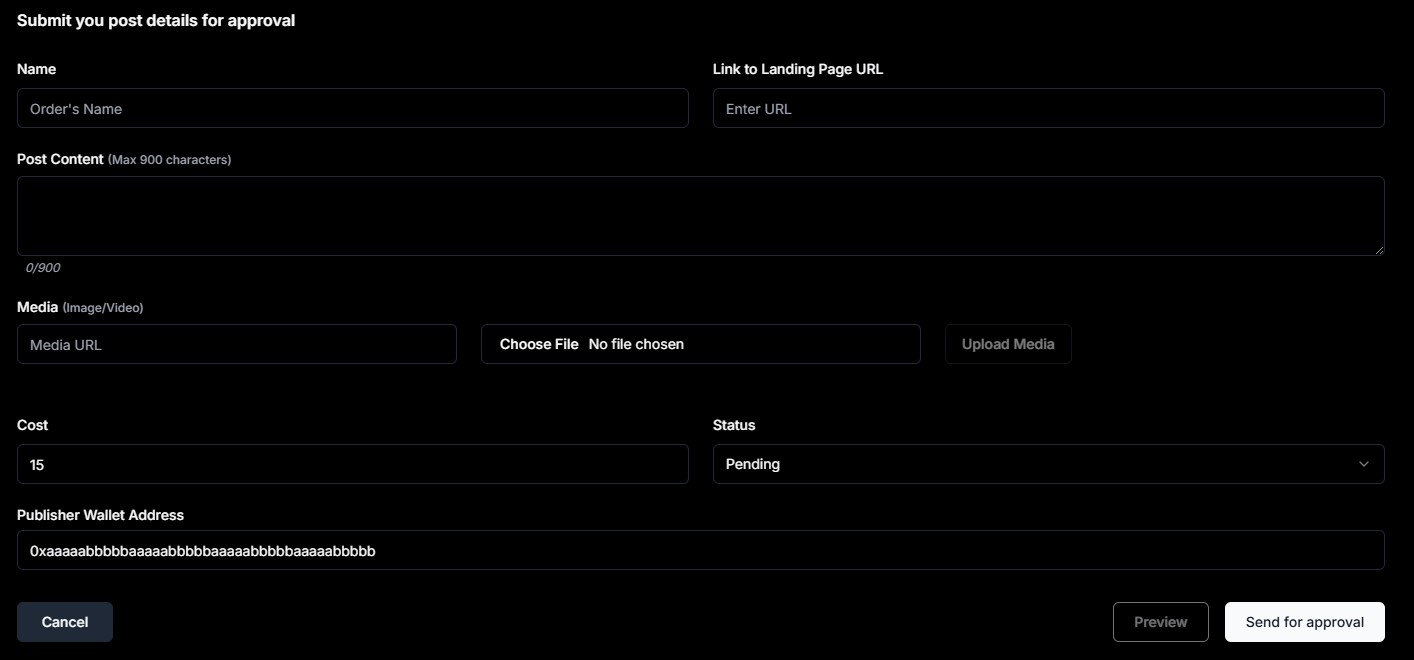 Submit you post details for approval
Name
Link to Landing Page URL
Order's Name
Enter URL
Post Content (Max 900 characters)
0/900
Media (Image/Video)
Media URL
Choose File No file chosen
Upload Media
Cost
Status
15
Pending
Publisher Wallet Address
0xaaaaabbbbbaaaaabbbbbaaaaabbbbbaaaaabbbbb
Cancel
Preview
Send for approval